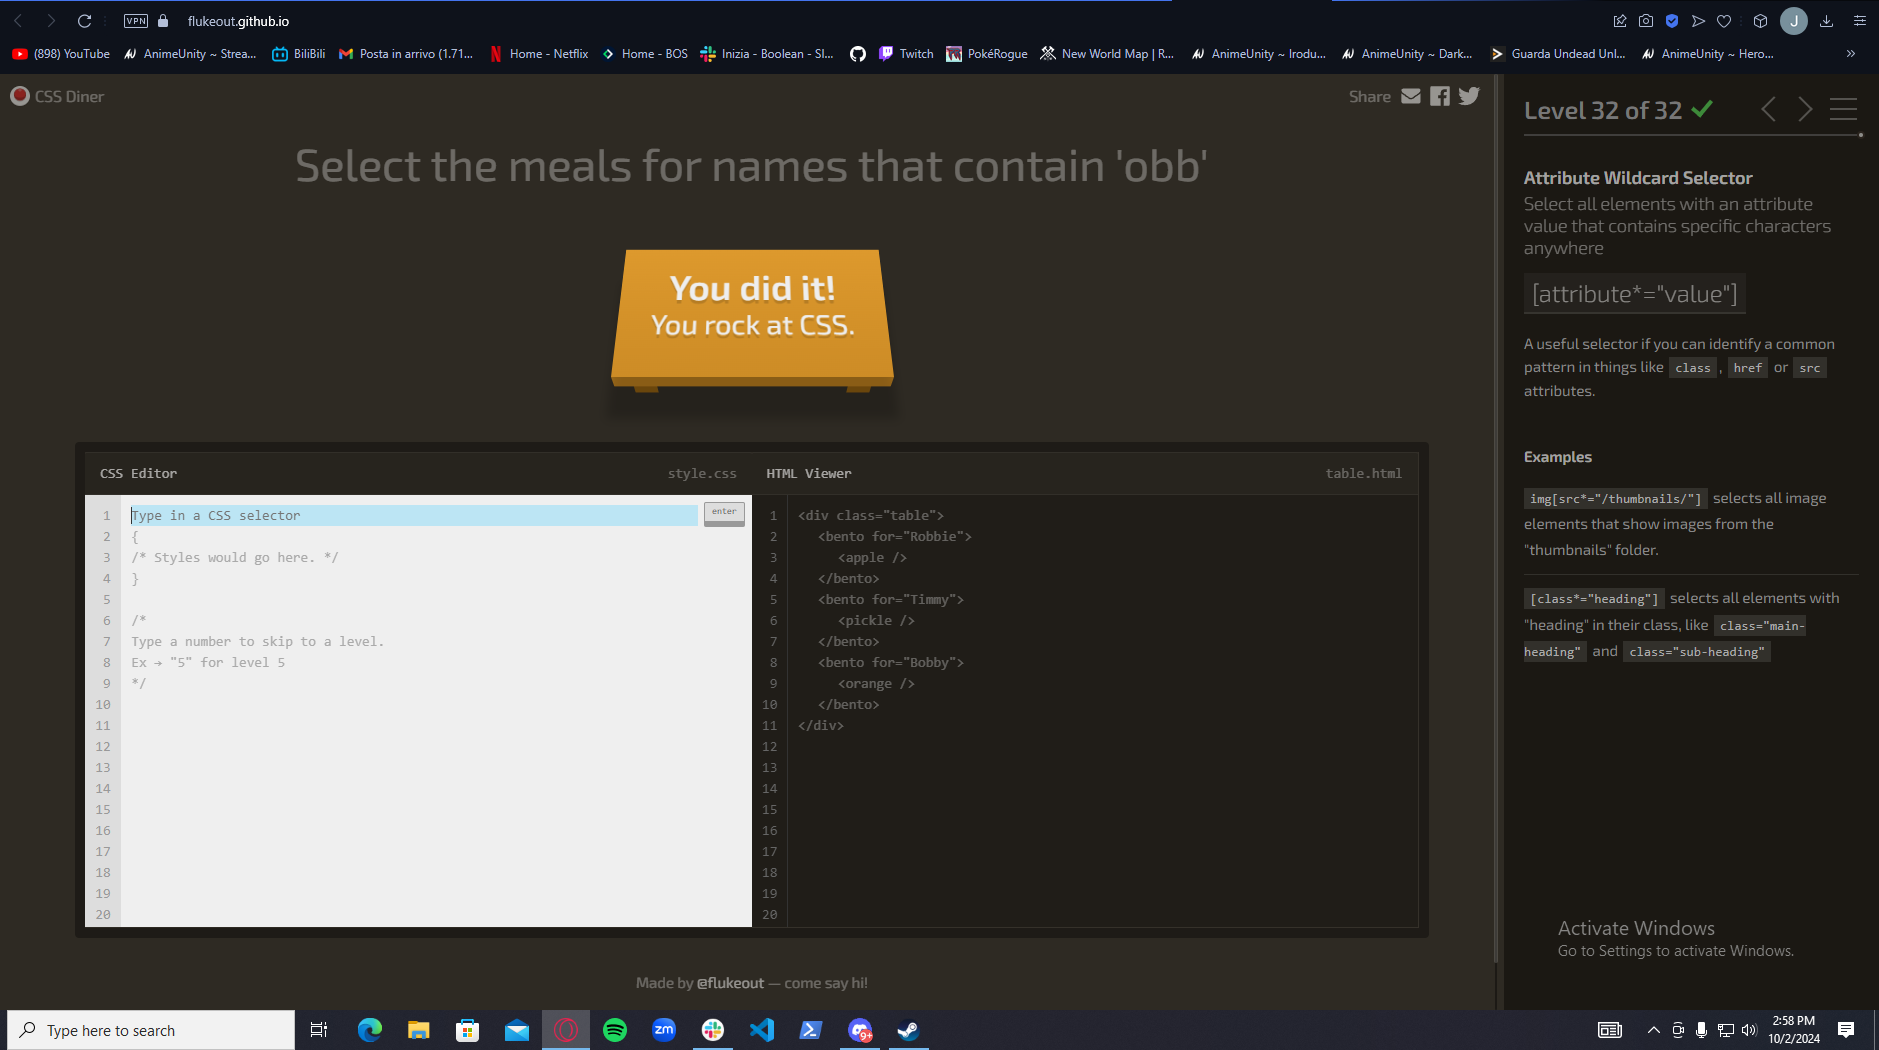 VPN
flukeout.github.io
J
(898) YouTube
AnimeUnity ~ Strea...
BiliBili
Posta in arrivo (1.71...
Home - Netflix
Home - BOS
Inizia - Boolean - Sl...
Twitch
PokéRogue
New World Map | R...
AnimeUnity ~ Irodu...
AnimeUnity ~ Dark...
Guarda Undead Unl...
AnimeUnity ~ Hero...
CSS Diner
Share
Select the meals for names that contain 'obb'
You did it!
You rock at CSS.
CSS Editor
style.css
1 Type in a CSS selector
enter
2 {
3 /* Styles would go here. */
4 }
5
6 /*
7 Type a number to skip to a level.
8 Ex → "5" for level 5
9 */
10
11
12
13
14
15
16
17
18
19
20
HTML Viewer
table.html
1 <div class="table">
2 <bento for="Robbie">
3 <apple />
4 </bento>
5 <bento for="Timmy">
6 <pickle />
7 </bento>
8 <bento for="Bobby">
9 <orange />
10 </bento>
11 </div>
12
13
14
15
16
17
18
19
20
Made by @flukeout — come say hi!
Level 32 of 32
Attribute Wildcard Selector
Select all elements with an attribute
value that contains specific characters
anywhere
[attribute*="value"]
A useful selector if you can identify a common
pattern in things like class , href or src
attributes.
Examples
img[src*="/thumbnails/"] selects all image
elements that show images from the
"thumbnails" folder.
[class*="heading"] selects all elements with
"heading" in their class, like class="main-
heading" and class="sub-heading"
Activate Windows
Go to Settings to activate Windows.
Type here to search
zm
9+
2:58 PM
10/2/2024